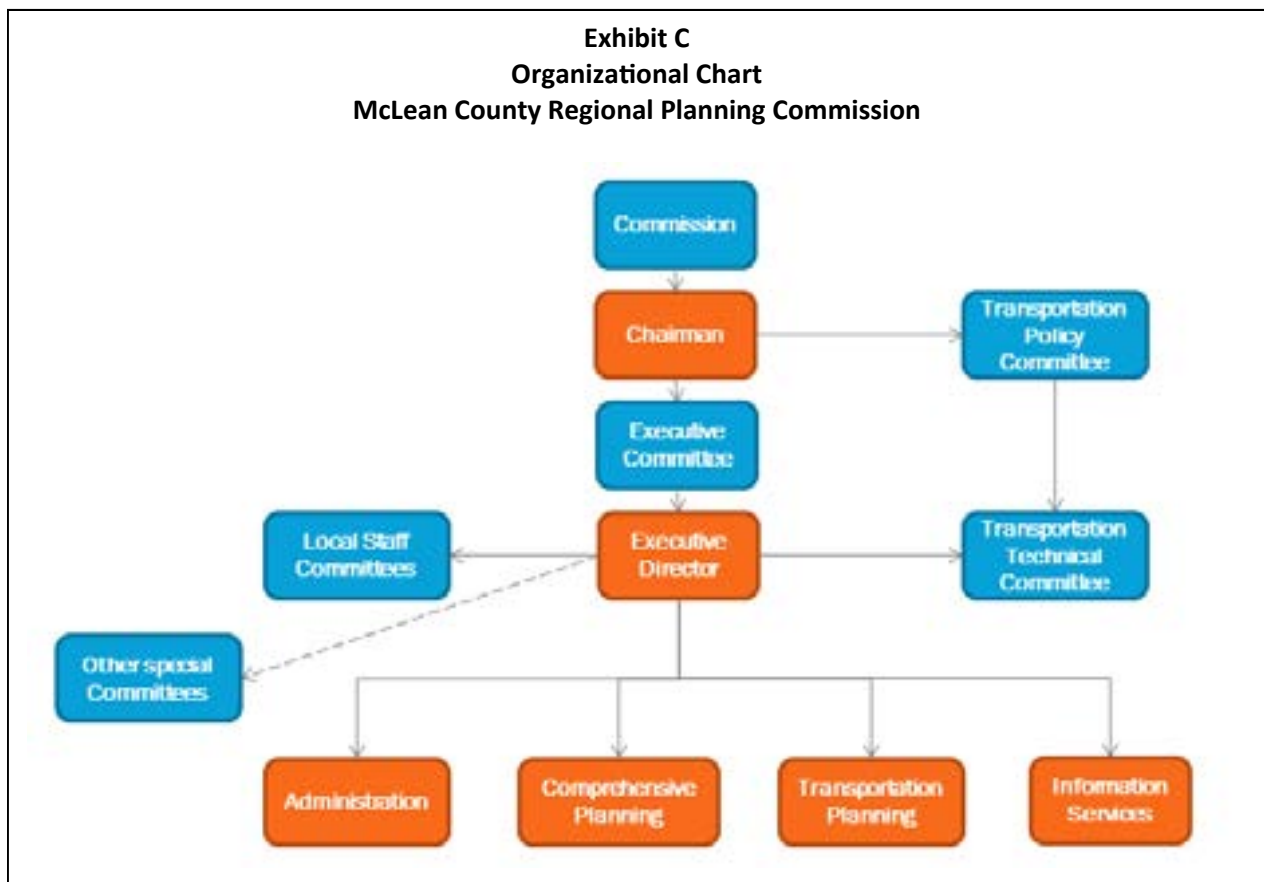 Exhibit C
Organizational Chart
McLean County Regional Planning Commission
Commission
Chairman
Transportation
Policy
Committee
Executive
Committee
Local Staff
Committees
Executive
Director
Transportation
Technical
Committee
Other special
Committees
Administration
Comprehensive
Planning
Transportation
Planning
Information
Services